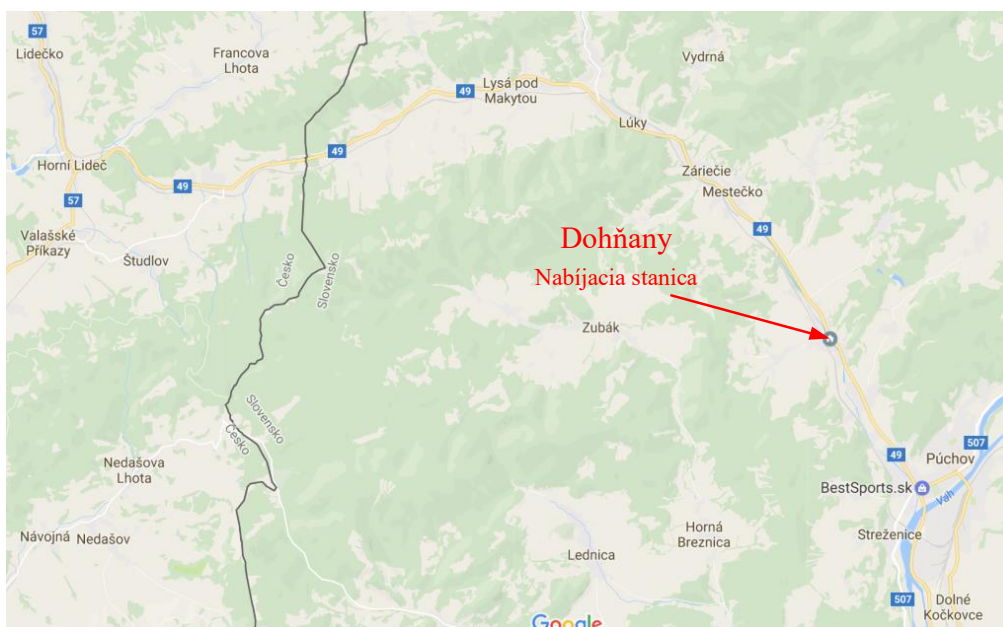 57
Lidečko
Francova
Lhota
Vydrná
Lysá pod
Makytou
49
Lúky
49
Horní Lideč
49
Záriečie
Mestečko
57
49
Valašské
Příkazy
Študlov
Česko
Slovensko
Dohňany
Nabíjacia stanica
Zubák
Slovensko
Česko
507
49
Púchov
Nedašova
Lhota
BestSports.sk
Váh
Návojná
Nedašov
Horná
Breznica
Streženice
Lednica
507
Dolné
Kočkovce
Google